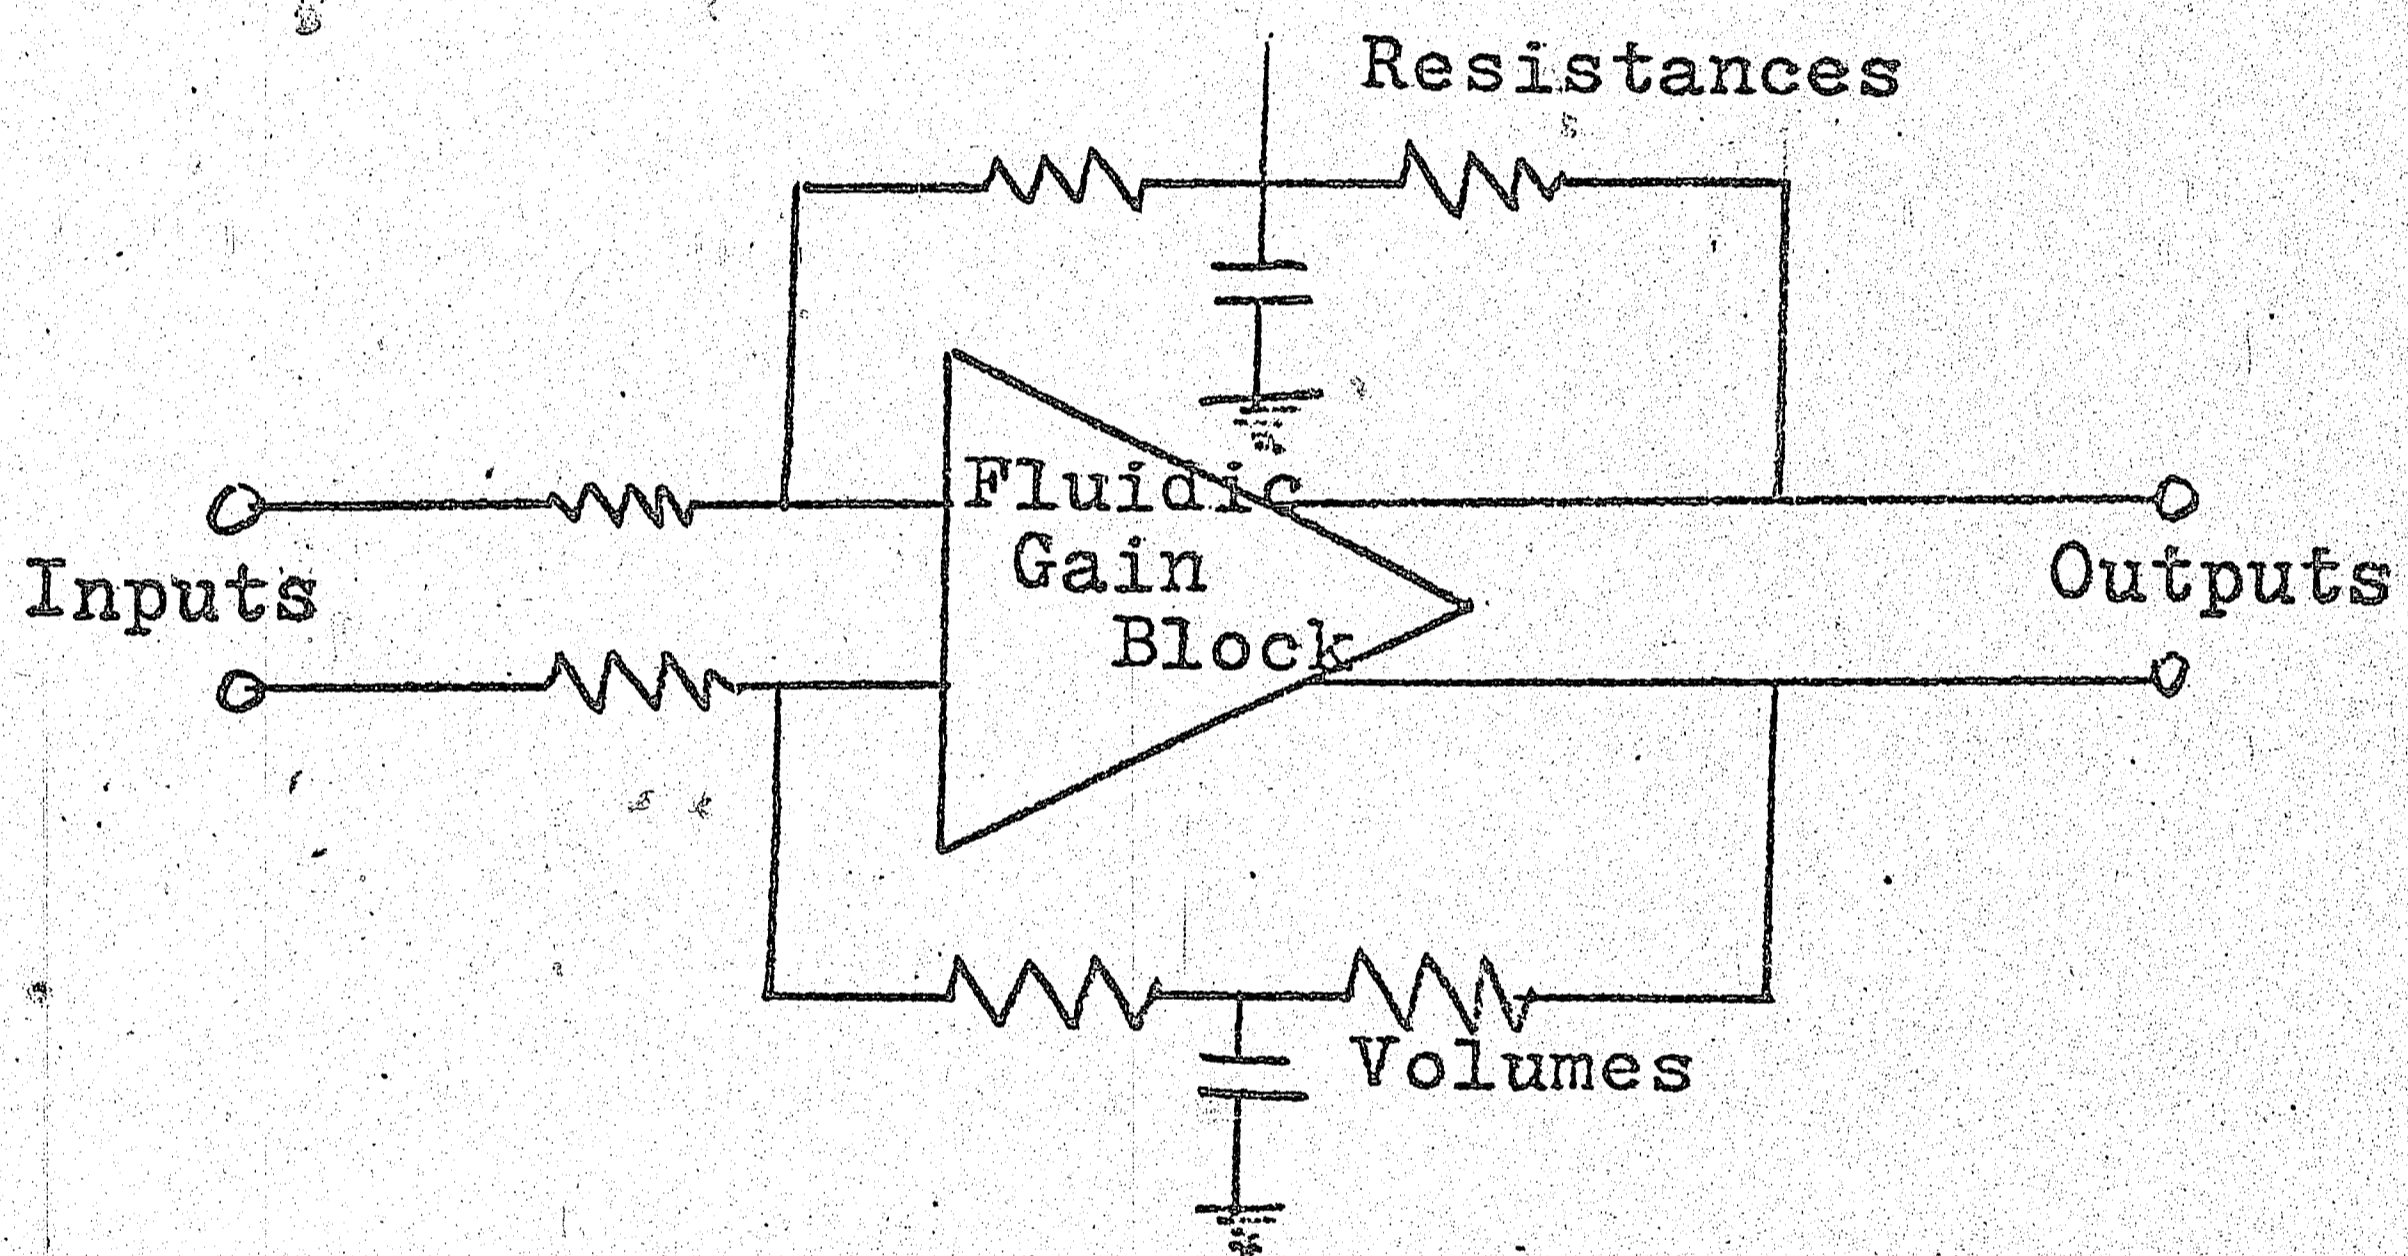 Resistances
Fluidic
Gain
Block
Inputs
Outputs
Volumes